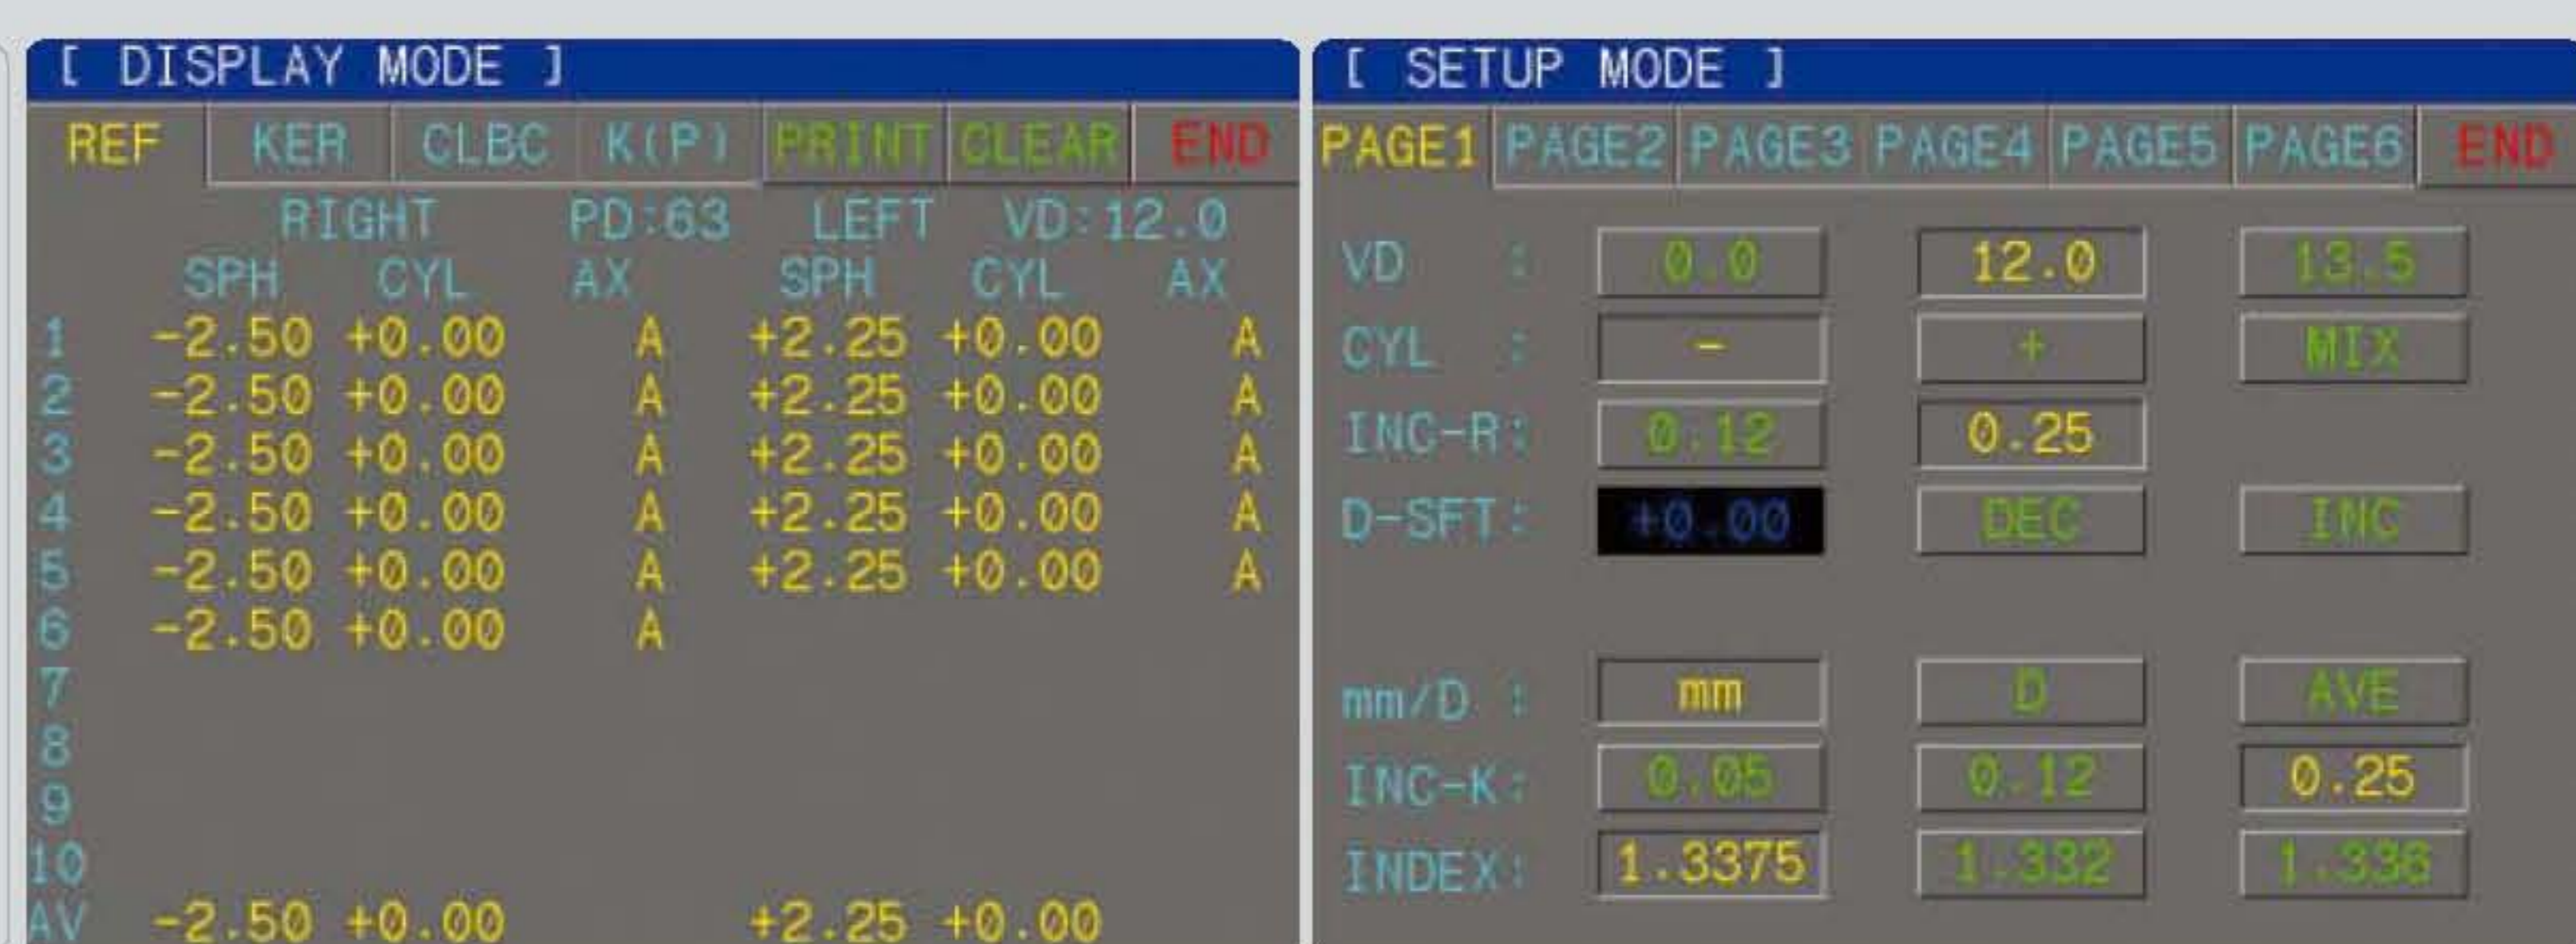 [ DISPLAY MODE ]
REF KER CLBC K(P) PRINT CLEAR END
RIGHT PD:63 LEFT VD:12.0
SPH CYL AX SPH CYL AX
1 -2.50 +0.00 A +2.25 +0.00 A
2 -2.50 +0.00 A +2.25 +0.00 A
3 -2.50 +0.00 A +2.25 +0.00 A
4 -2.50 +0.00 A +2.25 +0.00 A
5 -2.50 +0.00 A +2.25 +0.00 A
6 -2.50 +0.00 A
7
8
9
10
AV -2.50 +0.00 +2.25 +0.00
[ SETUP MODE ]
PAGE1 PAGE2 PAGE3 PAGE4 PAGE5 PAGE6 END
VD : 0.0 12.0 13.5
CYL : - + MIX
INC-R: 0.12 0.25
D-SFT: +0.00 DEC INC
mm/D : mm D AVE
INC-K: 0.05 0.12 0.25
INDEX: 1.3375 1.332 1.336